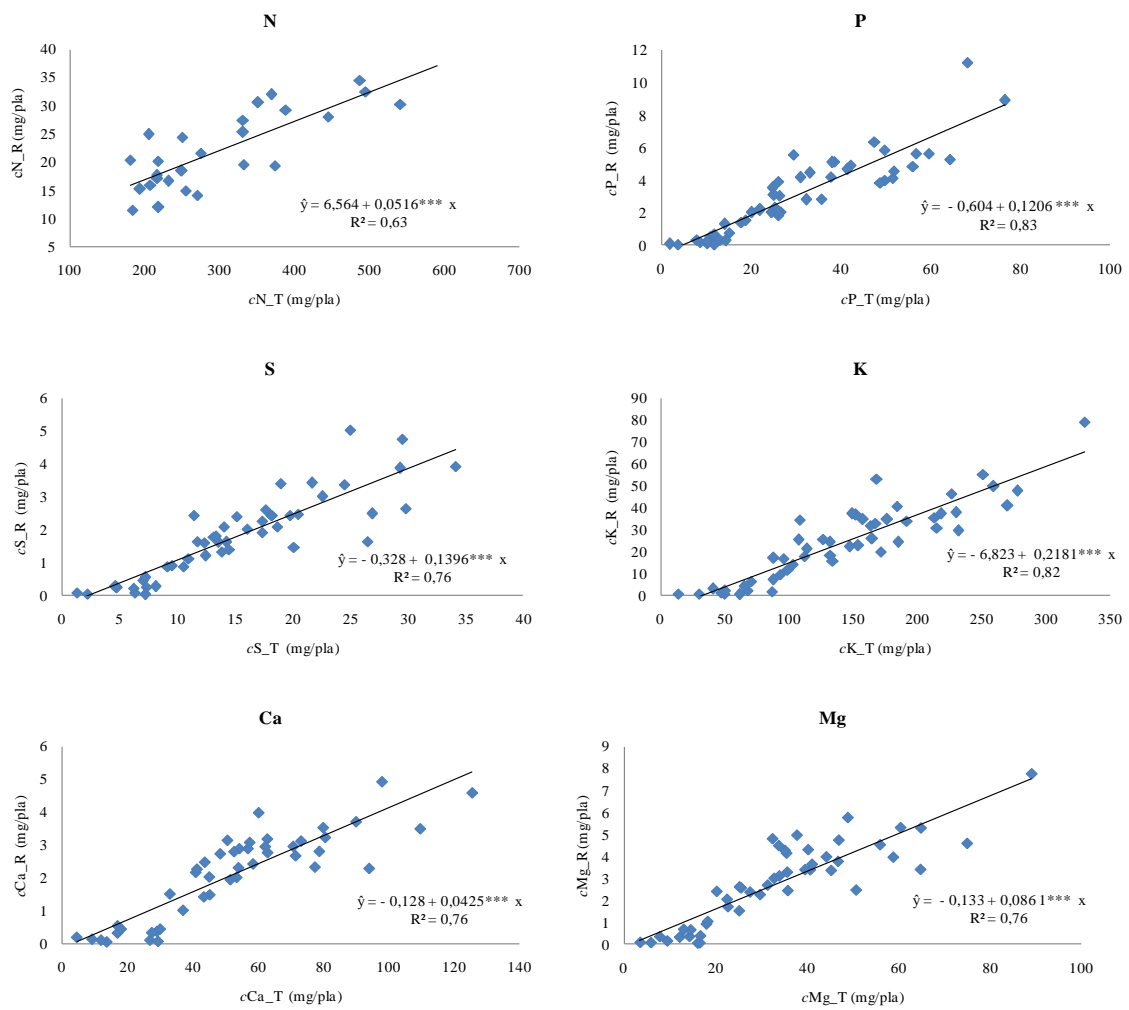 N
40
35
30
25
20
15
10
5
100 200 300 400 500 600 700
cN_R (mg/pla)
cN_T (mg/pla)
ŷ = 6,564 + 0,0516*** x
R² = 0,63
P
12
10
8
6
4
2
0
0 20 40 60 80 100
cP_R (mg/pla)
cP_T (mg/pla)
ŷ = - 0,604 + 0,1206 *** x
R² = 0,83
S
6
5
4
3
2
1
0
0 5 10 15 20 25 30 35 40
cS_R (mg/pla)
cS_T (mg/pla)
ŷ = - 0,328 + 0,1396*** x
R² = 0,76
K
90
80
70
60
50
40
30
20
10
0
0 50 100 150 200 250 300 350
cK_R (mg/pla)
cK_T (mg/pla)
ŷ = - 6,823 + 0,2181*** x
R² = 0,82
Ca
6
5
4
3
2
1
0
0 20 40 60 80 100 120 140
cCa_R (mg/pla)
cCa_T (mg/pla)
ŷ = - 0,128 + 0,0425*** x
R² = 0,76
Mg
9
8
7
6
5
4
3
2
1
0
0 20 40 60 80 100
cMg_R (mg/pla)
cMg_T (mg/pla)
ŷ = - 0,133 + 0,0861*** x
R² = 0,76